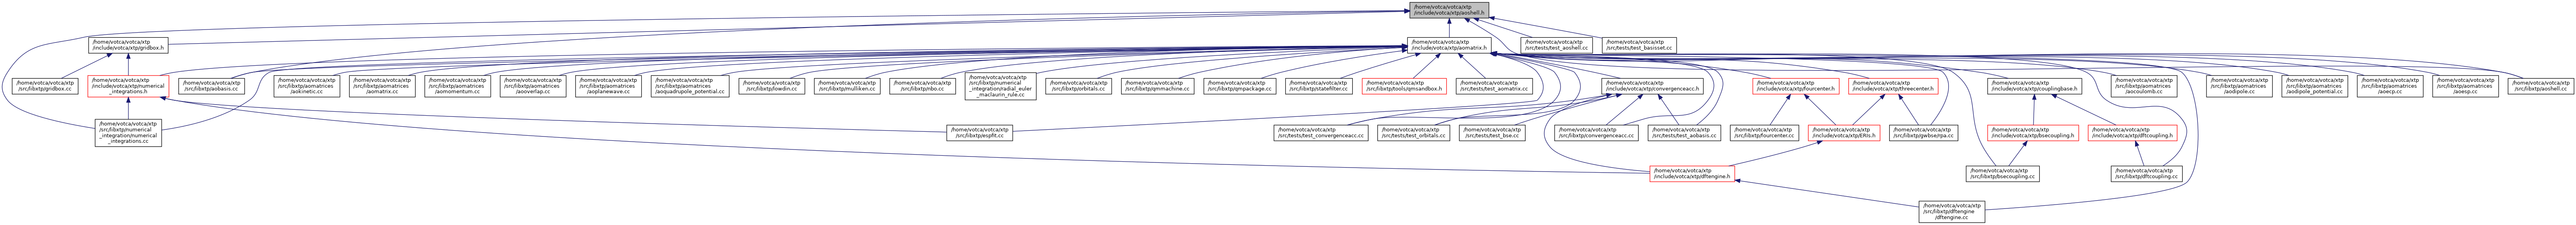 /home/votca/votca/xtp
/include/votca/xtp/aoshell.h
/home/votca/votca/xtp
/include/votca/xtp/gridbox.h
/home/votca/votca/xtp
/include/votca/xtp/aomatrix.h
/home/votca/votca/xtp
/src/tests/test_aoshell.cc
/home/votca/votca/xtp
/src/tests/test_basisset.cc
/home/votca/votca/xtp
/src/libxtp/gridbox.cc
/home/votca/votca/xtp
/include/votca/xtp/numerical
_integrations.h
/home/votca/votca/xtp
/src/libxtp/aobasis.cc
/home/votca/votca/xtp
/src/libxtp/aomatrices
/aokinetic.cc
/home/votca/votca/xtp
/src/libxtp/aomatrices
/aomatrix.cc
/home/votca/votca/xtp
/src/libxtp/aomatrices
/aomomentum.cc
/home/votca/votca/xtp
/src/libxtp/aomatrices
/aooverlap.cc
/home/votca/votca/xtp
/src/libxtp/aomatrices
/aoplanewave.cc
/home/votca/votca/xtp
/src/libxtp/aomatrices
/aoquadrupole_potential.cc
/home/votca/votca/xtp
/src/libxtp/lowdin.cc
/home/votca/votca/xtp
/src/libxtp/mulliken.cc
/home/votca/votca/xtp
/src/libxtp/nbo.cc
/home/votca/votca/xtp
/src/libxtp/numerical
_integration/radial_euler
_maclaurin_rule.cc
/home/votca/votca/xtp
/src/libxtp/orbitals.cc
/home/votca/votca/xtp
/src/libxtp/qmmachine.cc
/home/votca/votca/xtp
/src/libxtp/qmpackage.cc
/home/votca/votca/xtp
/src/libxtp/statefilter.cc
/home/votca/votca/xtp
/src/libxtp/tools/qmsandbox.h
/home/votca/votca/xtp
/src/tests/test_aomatrix.cc
/home/votca/votca/xtp
/include/votca/xtp/convergenceacc.h
/home/votca/votca/xtp
/include/votca/xtp/fourcenter.h
/home/votca/votca/xtp
/include/votca/xtp/threecenter.h
/home/votca/votca/xtp
/include/votca/xtp/couplingbase.h
/home/votca/votca/xtp
/src/libxtp/aomatrices
/aocoulomb.cc
/home/votca/votca/xtp
/src/libxtp/aomatrices
/aodipole.cc
/home/votca/votca/xtp
/src/libxtp/aomatrices
/aodipole_potential.cc
/home/votca/votca/xtp
/src/libxtp/aomatrices
/aoecp.cc
/home/votca/votca/xtp
/src/libxtp/aomatrices
/aoesp.cc
/home/votca/votca/xtp
/src/libxtp/aoshell.cc
/home/votca/votca/xtp
/src/libxtp/numerical
_integration/numerical
_integrations.cc
/home/votca/votca/xtp
/src/libxtp/espfit.cc
/home/votca/votca/xtp
/src/tests/test_convergenceacc.cc
/home/votca/votca/xtp
/src/tests/test_orbitals.cc
/home/votca/votca/xtp
/src/tests/test_bse.cc
/home/votca/votca/xtp
/src/libxtp/convergenceacc.cc
/home/votca/votca/xtp
/src/tests/test_aobasis.cc
/home/votca/votca/xtp
/src/libxtp/fourcenter.cc
/home/votca/votca/xtp
/include/votca/xtp/ERIs.h
/home/votca/votca/xtp
/src/libxtp/gwbse/rpa.cc
/home/votca/votca/xtp
/include/votca/xtp/bsecoupling.h
/home/votca/votca/xtp
/include/votca/xtp/dftcoupling.h
/home/votca/votca/xtp
/include/votca/xtp/dftengine.h
/home/votca/votca/xtp
/src/libxtp/bsecoupling.cc
/home/votca/votca/xtp
/src/libxtp/dftcoupling.cc
/home/votca/votca/xtp
/src/libxtp/dftengine
/dftengine.cc